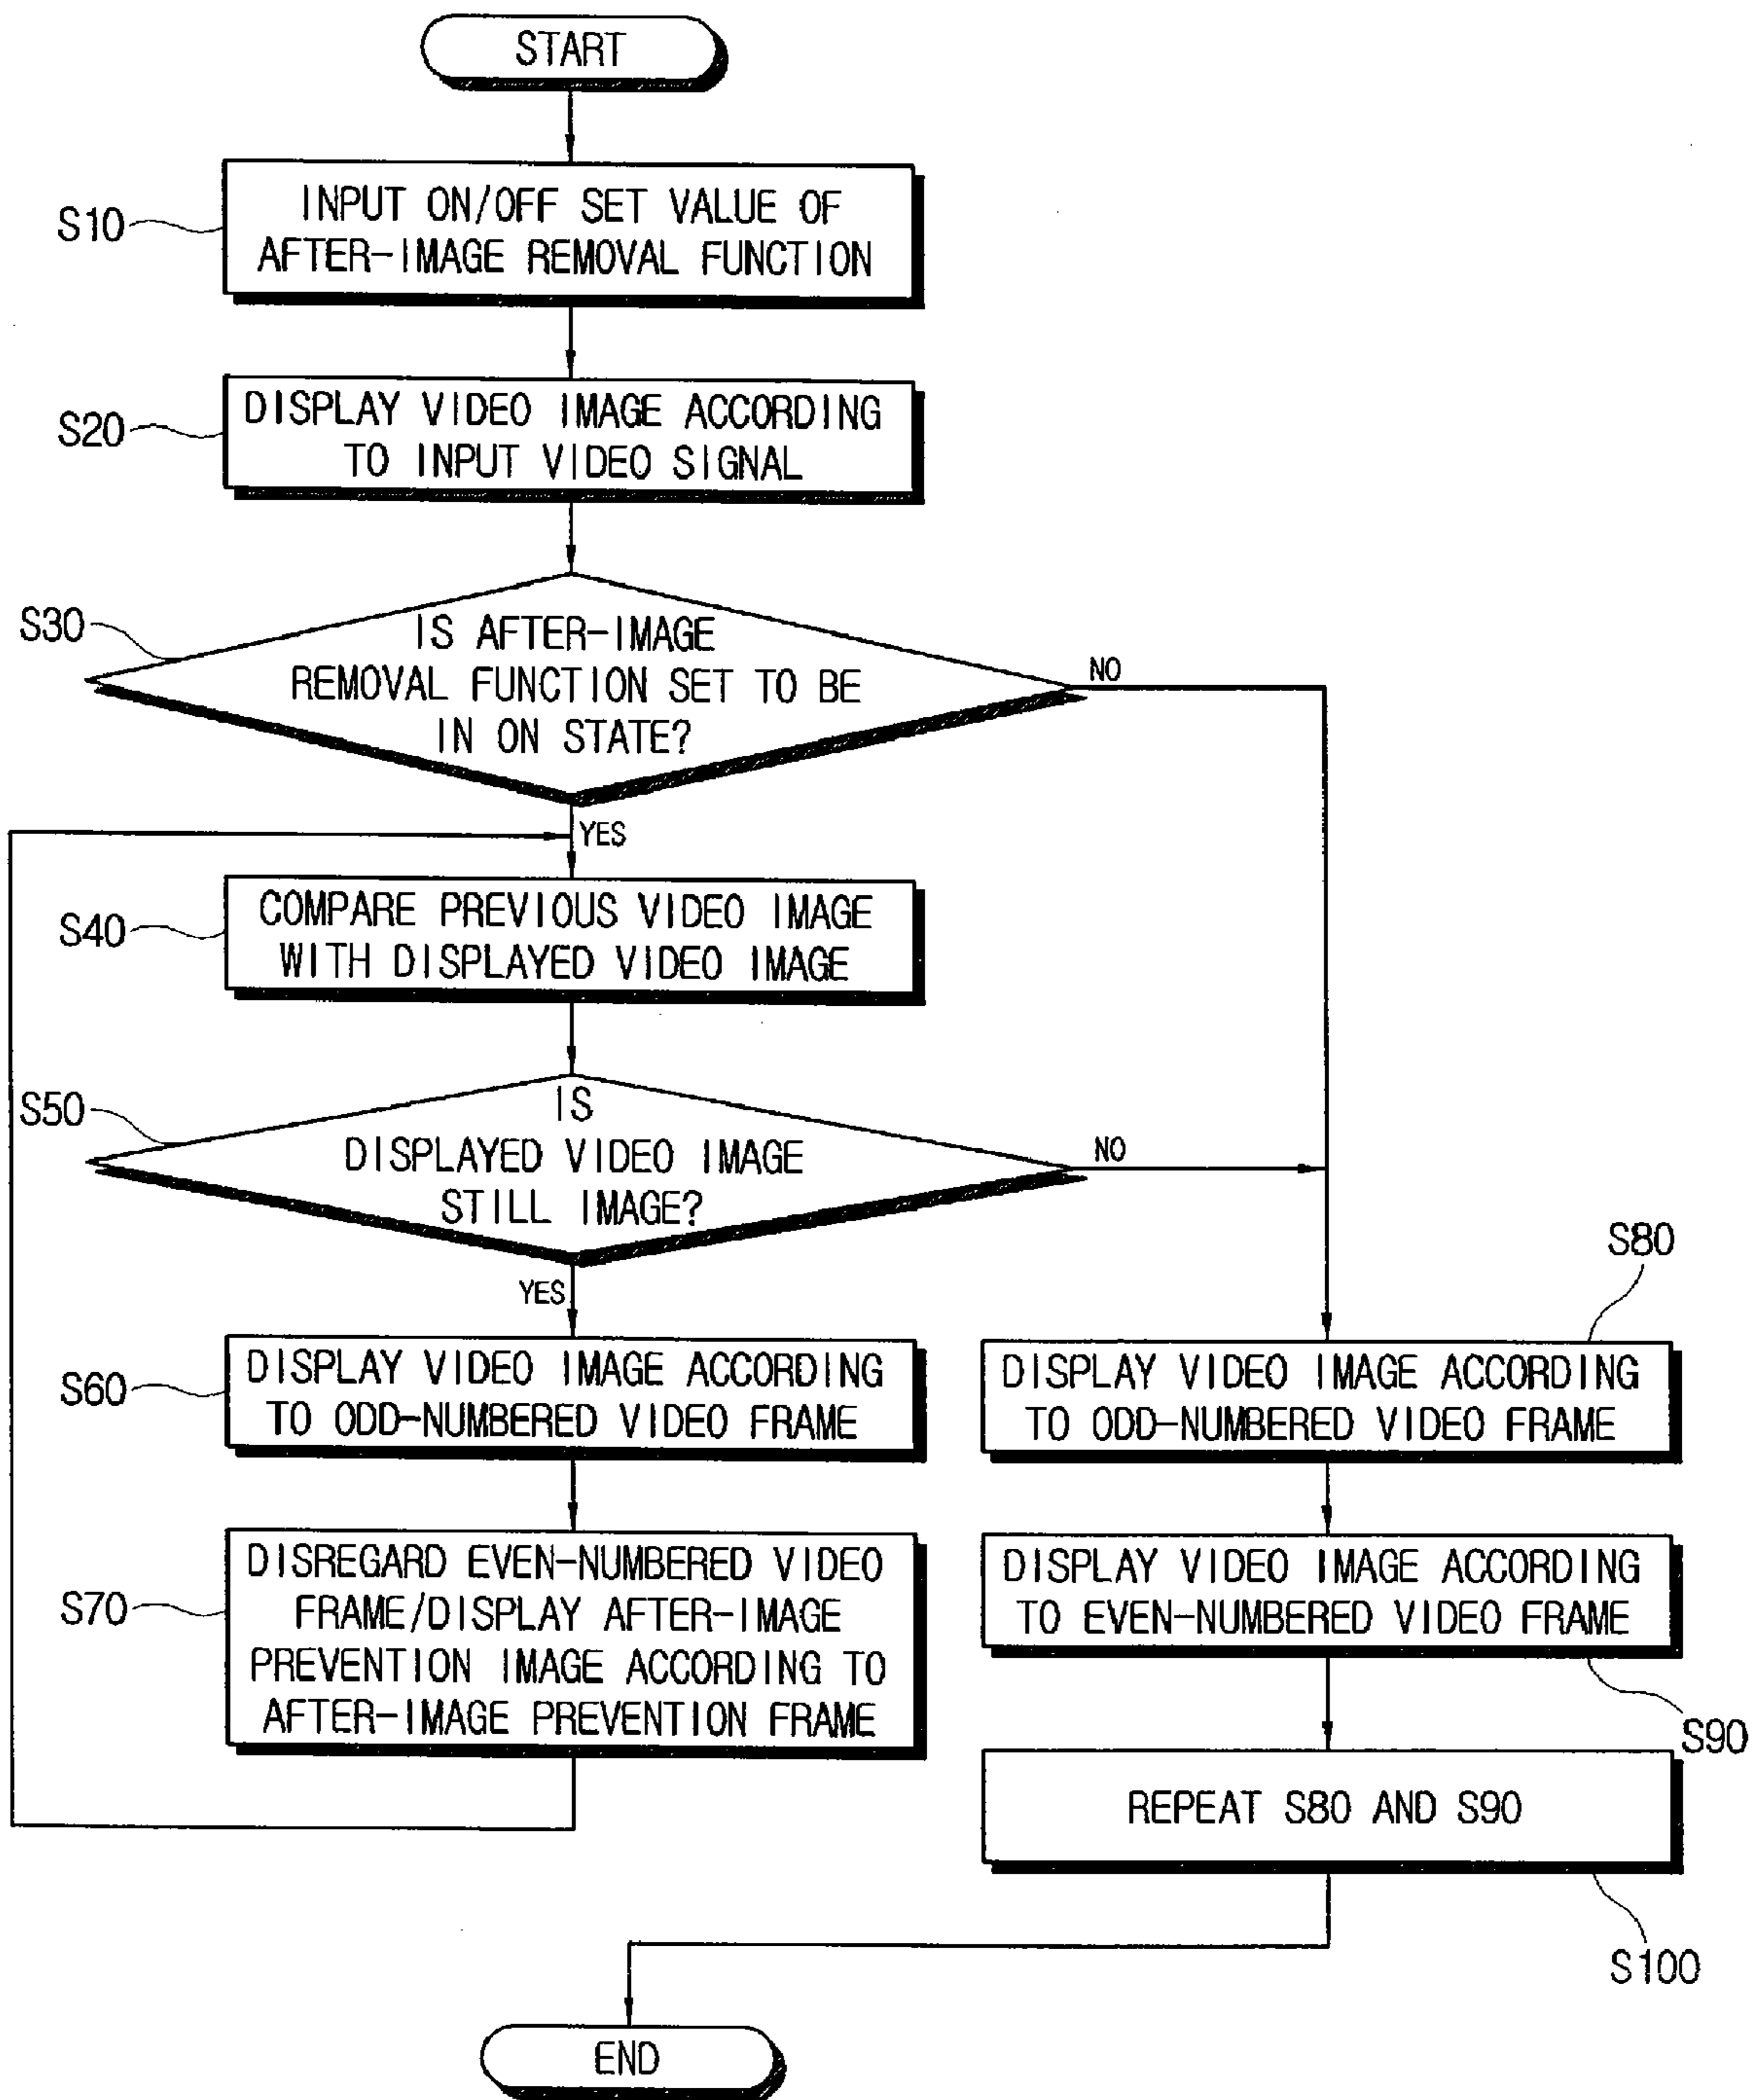 START
S10
INPUT ON/OFF SET VALUE OF
AFTER-IMAGE REMOVAL FUNCTION
S20
DISPLAY VIDEO IMAGE ACCORDING
TO INPUT VIDEO SIGNAL
S30
IS AFTER-IMAGE
REMOVAL FUNCTION SET TO BE
IN ON STATE?
NO
YES
S40
COMPARE PREVIOUS VIDEO IMAGE
WITH DISPLAYED VIDEO IMAGE
S50
IS
DISPLAYED VIDEO IMAGE
STILL IMAGE?
NO
YES
S60
DISPLAY VIDEO IMAGE ACCORDING
TO ODD-NUMBERED VIDEO FRAME
S70
DISREGARD EVEN-NUMBERED VIDEO
FRAME/DISPLAY AFTER-IMAGE
PREVENTION IMAGE ACCORDING TO
AFTER-IMAGE PREVENTION FRAME
S80
DISPLAY VIDEO IMAGE ACCORDING
TO ODD-NUMBERED VIDEO FRAME
DISPLAY VIDEO IMAGE ACCORDING
TO EVEN-NUMBERED VIDEO FRAME
S90
REPEAT S80 AND S90
S100
END